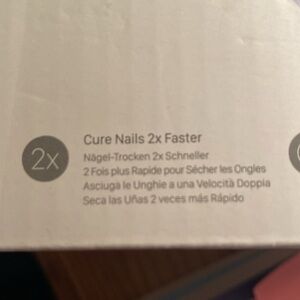 2x
Cure Nails 2x Faster
Nägel-Trocken 2x Schneller
2 Fois plus Rapide pour Sécher les Ongles
Asciuga le Unghie a una Velocità Doppia
Seca las Uñas 2 veces más Rápido